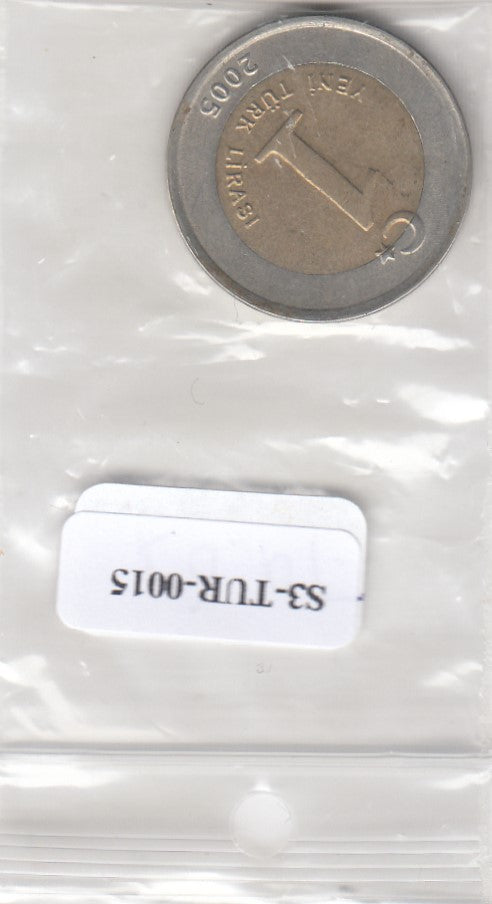 2005
1
YENİ TÜRK LİRASI
S3-TUR-0015